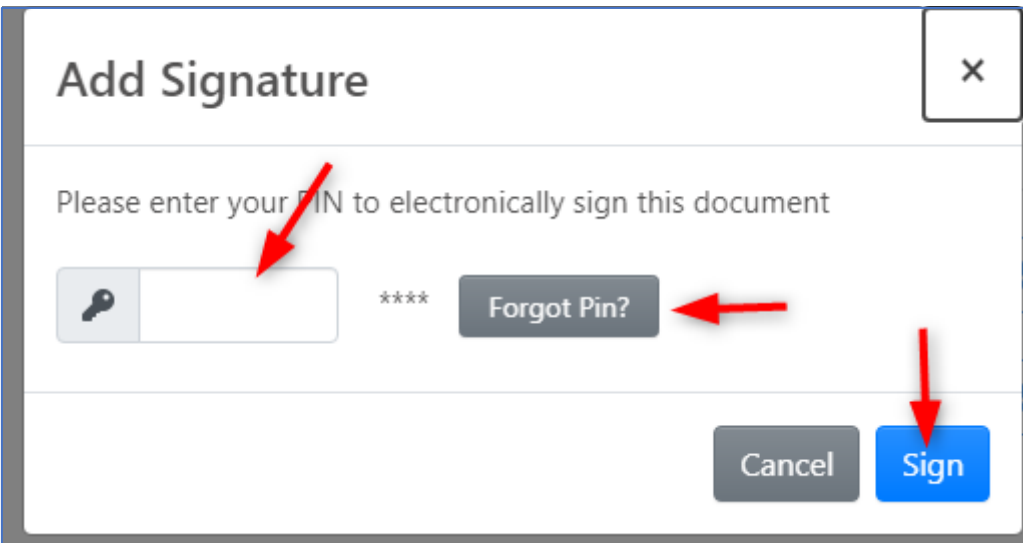 Add Signature
×
Please enter your PIN to electronically sign this document
**** Forgot Pin?
Cancel Sign